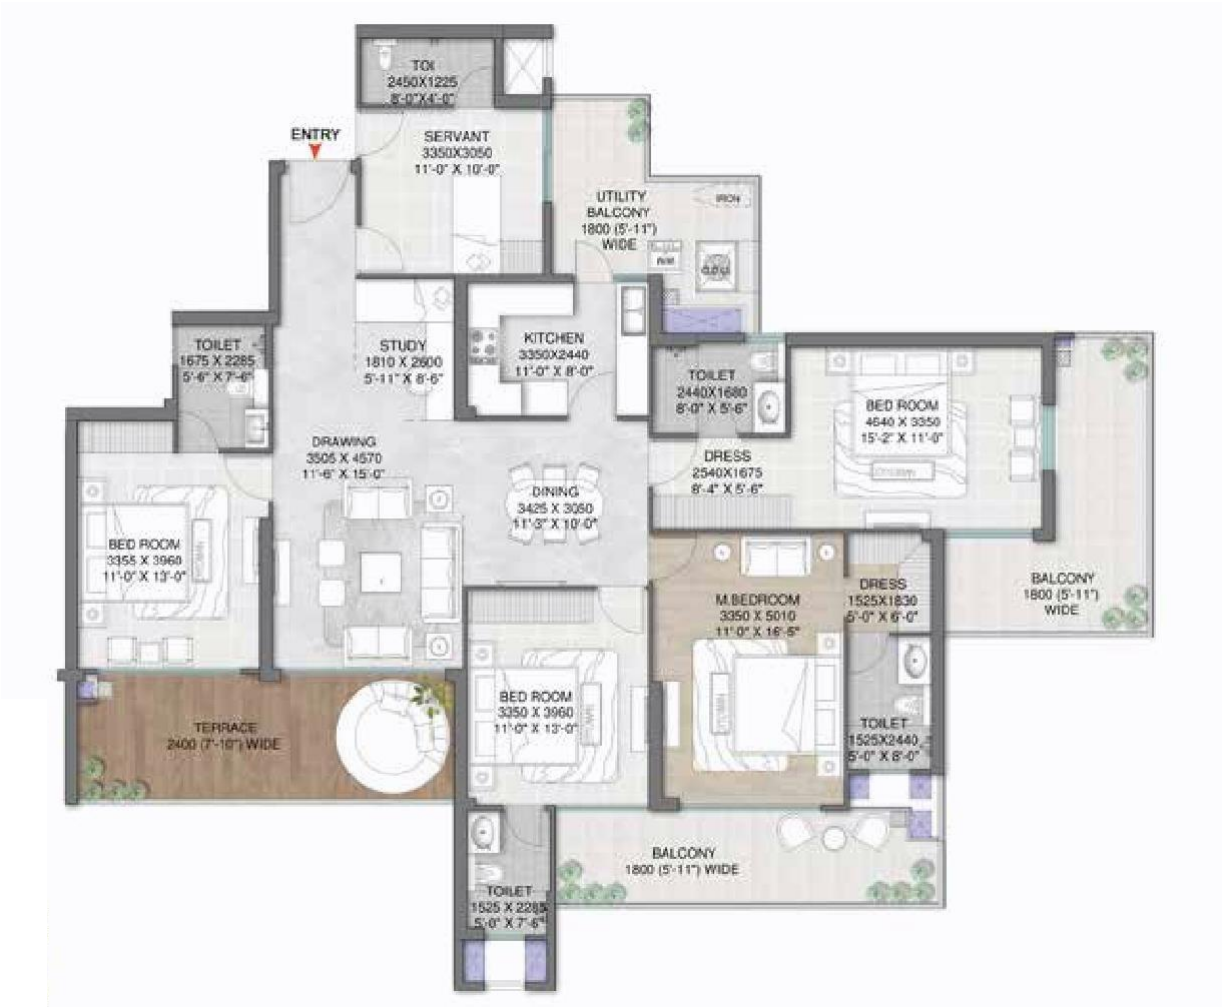 TOI
2450X1225
8'-0"X4'-0"
ENTRY
SERVANT
3350X3050
11'-0" X 10'-0"
UTILITY
BALCONY
1800 (5'-11")
WIDE
IRON
W/M
TOILET
1675 X 2285
5'-6" X 7'-6"
STUDY
1810 X 2600
5'-11" X 8'-6"
KITCHEN
3350X2440
11'-0" X 8'-0"
TOILET
2440X1680
8'-0" X 5'-6"
BED ROOM
4640 X 3350
15'-2" X 11'-0"
DRAWING
3505 X 4570
11'-6" X 15'-0"
DRESS
2540X1675
8'-4" X 5'-6"
DINING
3425 X 3050
11'-3" X 10'-0"
BED ROOM
3355 X 3960
11'-0" X 13'-0"
BALCONY
1800 (5'-11")
WIDE
DRESS
1525X1830
5'-0" X 6'-0"
M.BEDROOM
3350 X 5010
11'-0" X 16'-5"
BED ROOM
3350 X 3960
11'-0" X 13'-0"
TERRACE
2400 (7'-10") WIDE
TOILET
1525X2440
5'-0" X 8'-0"
BALCONY
1800 (5'-11") WIDE
TOILET
1525 X 2285
5'-0" X 7'-6"